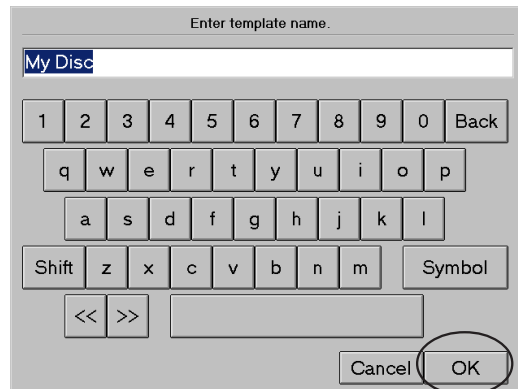 Enter template name.
My Disc
1 2 3 4 5 6 7 8 9 0 Back
q w e r t y u i o p
a s d f g h j k l
Shift z x c v b n m Symbol
<< >>
Cancel OK